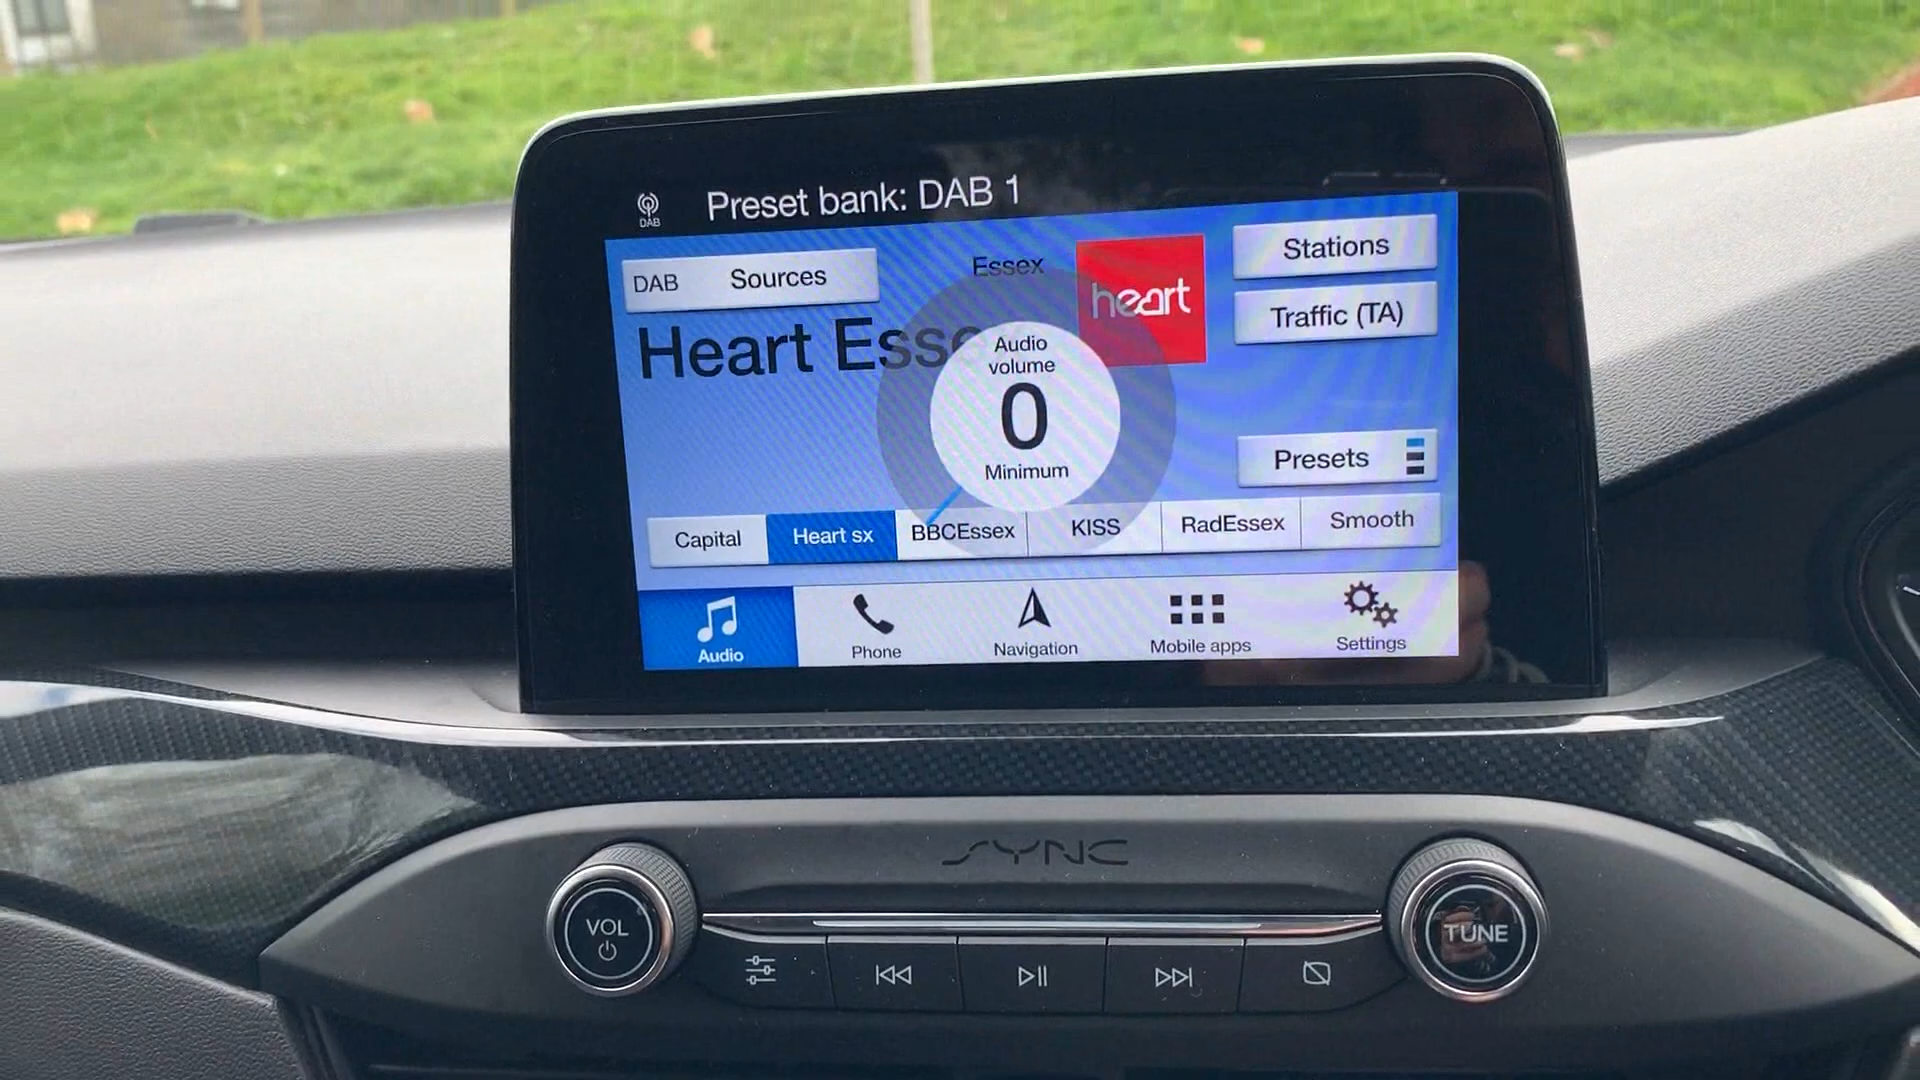 Preset bank: DAB 1
DAB
DAB Sources
Essex
heart
Stations
Heart Esse
Traffic (TA)
Audio
volume
0
Minimum
Presets
Capital
Heart sx
BBCEssex
KISS
RadEssex
Smooth
Audio
Phone
Navigation
Mobile apps
Settings
SYNC
VOL
TUNE